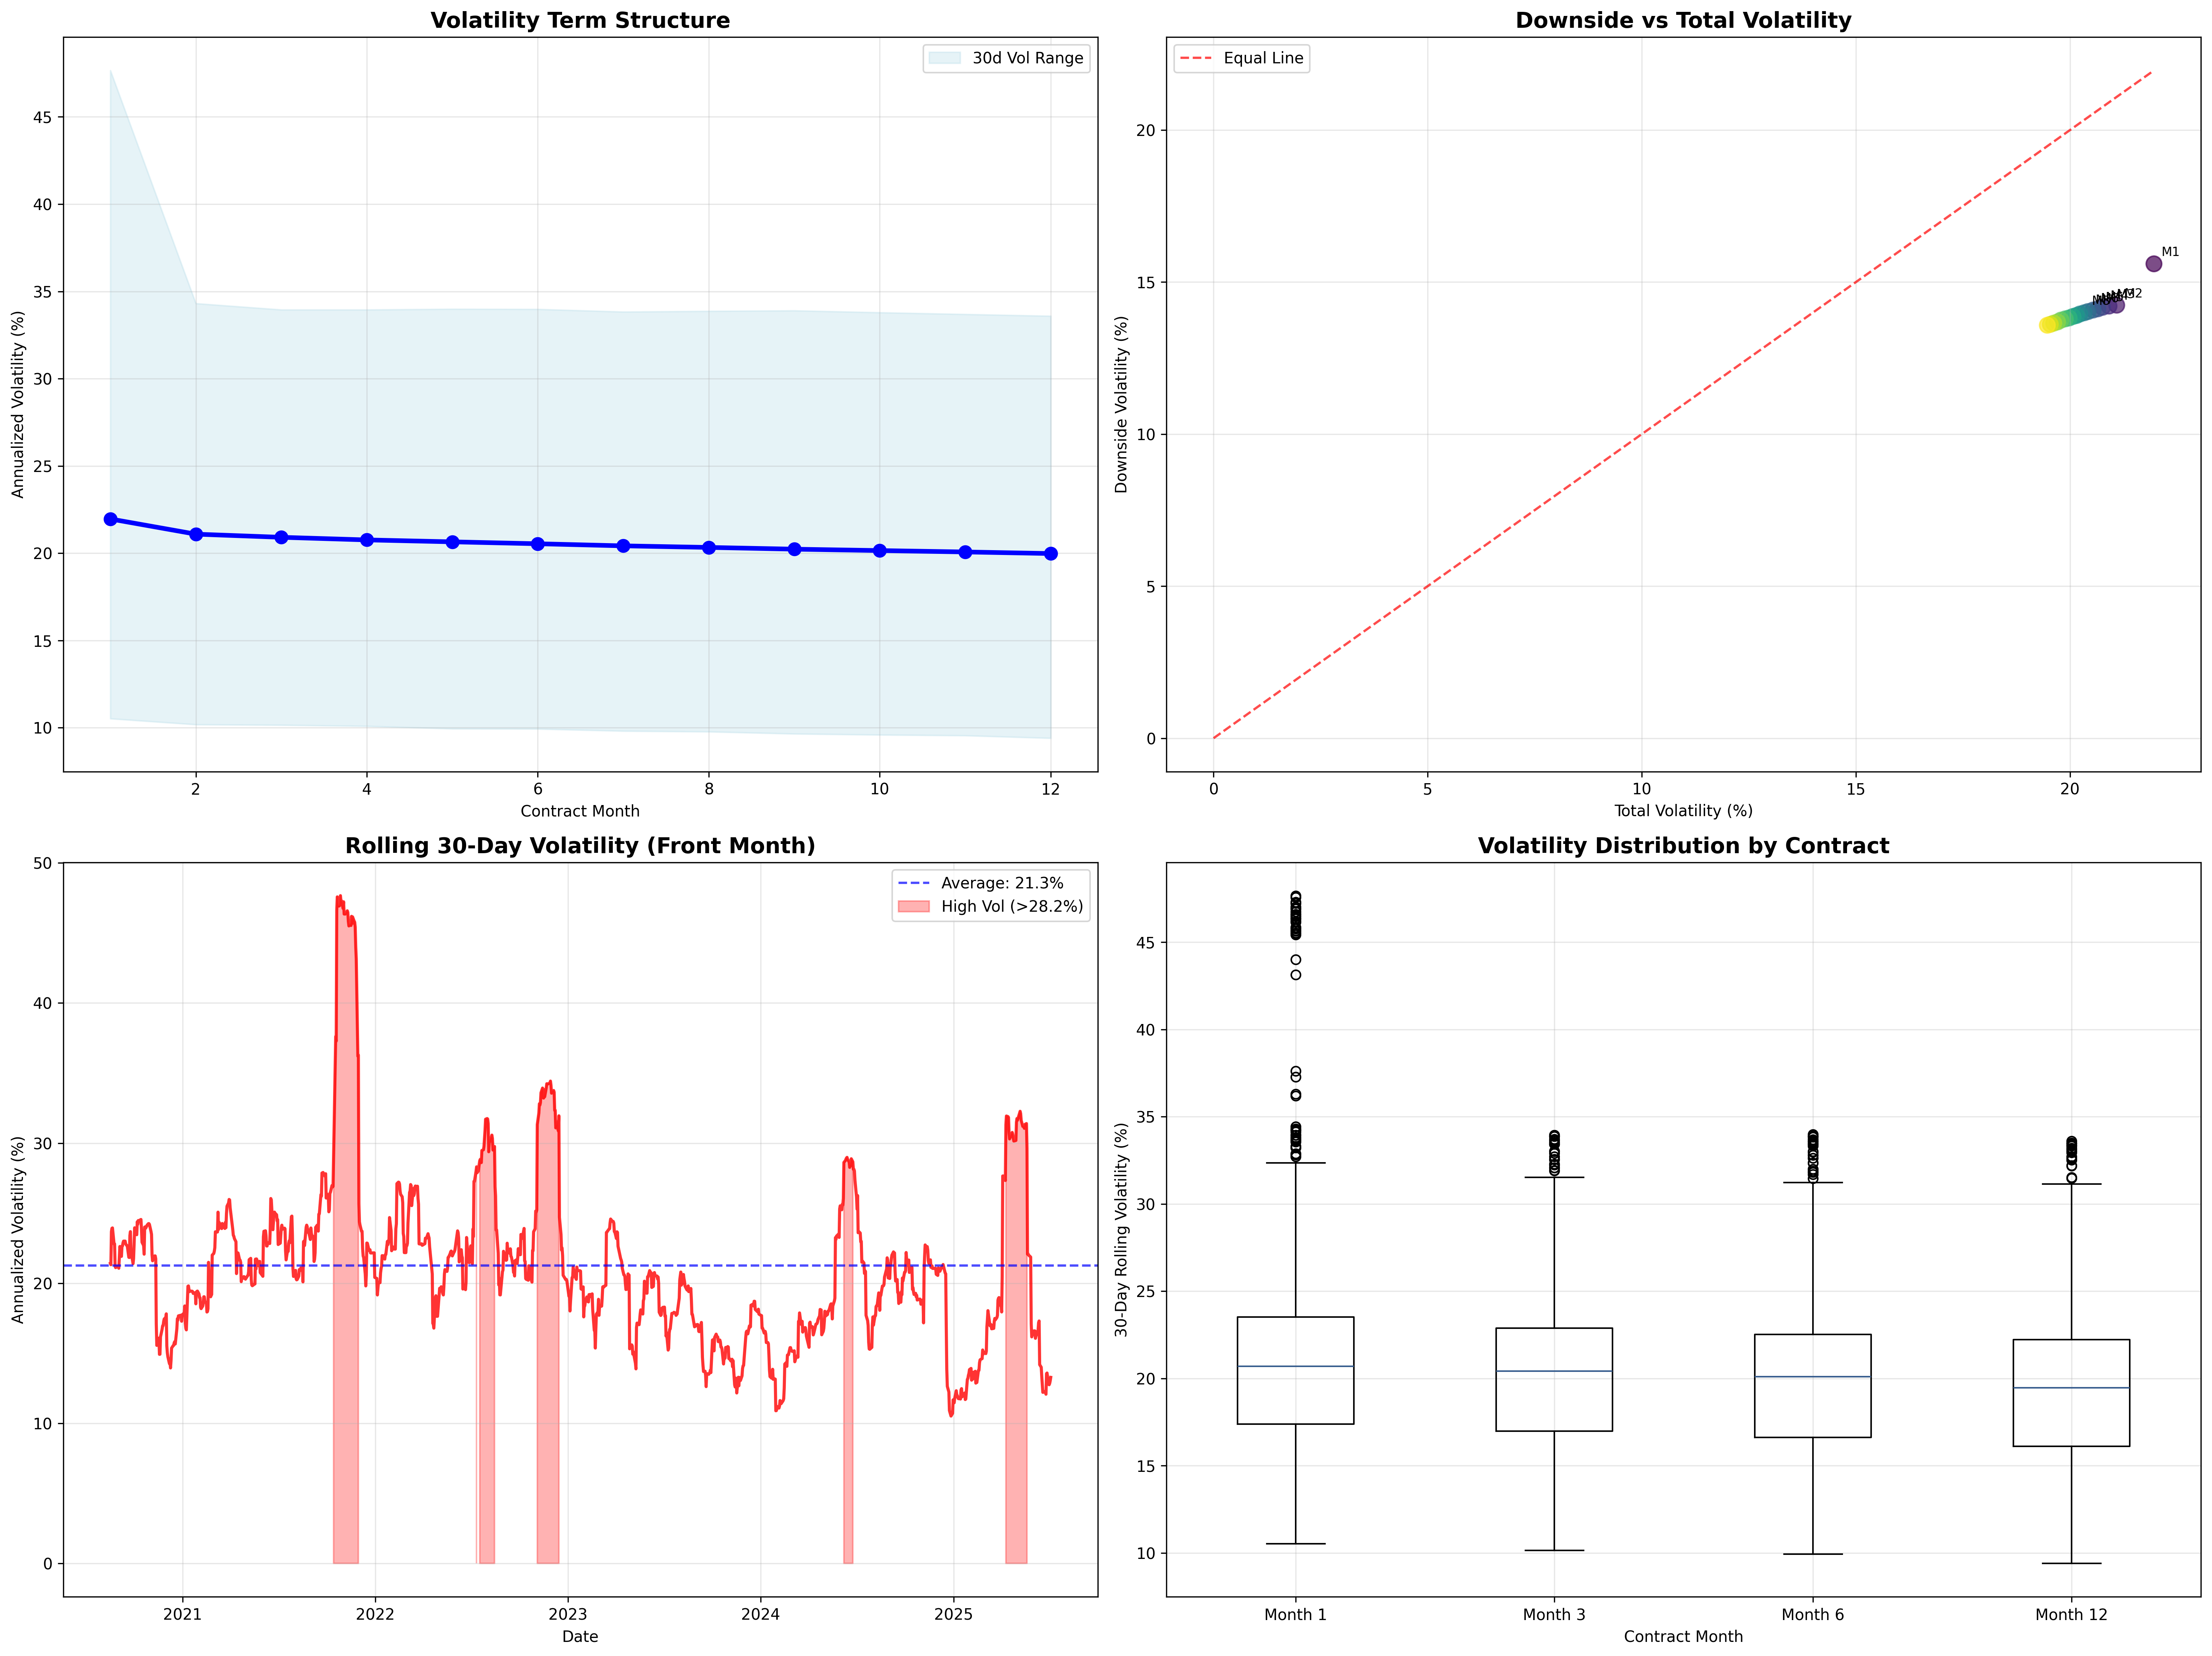 Volatility Term Structure
30d Vol Range
Annualized Volatility (%)
45
40
35
30
25
20
15
10
2 4 6 8 10 12
Contract Month
Downside vs Total Volatility
Equal Line
Downside Volatility (%)
20
15
10
5
0
M1
M2
0 5 10 15 20
Total Volatility (%)
Rolling 30-Day Volatility (Front Month)
Average: 21.3%
High Vol (>28.2%)
Annualized Volatility (%)
50
40
30
20
10
0
2021 2022 2023 2024 2025
Date
Volatility Distribution by Contract
30-Day Rolling Volatility (%)
45
40
35
30
25
20
15
10
Month 1 Month 3 Month 6 Month 12
Contract Month